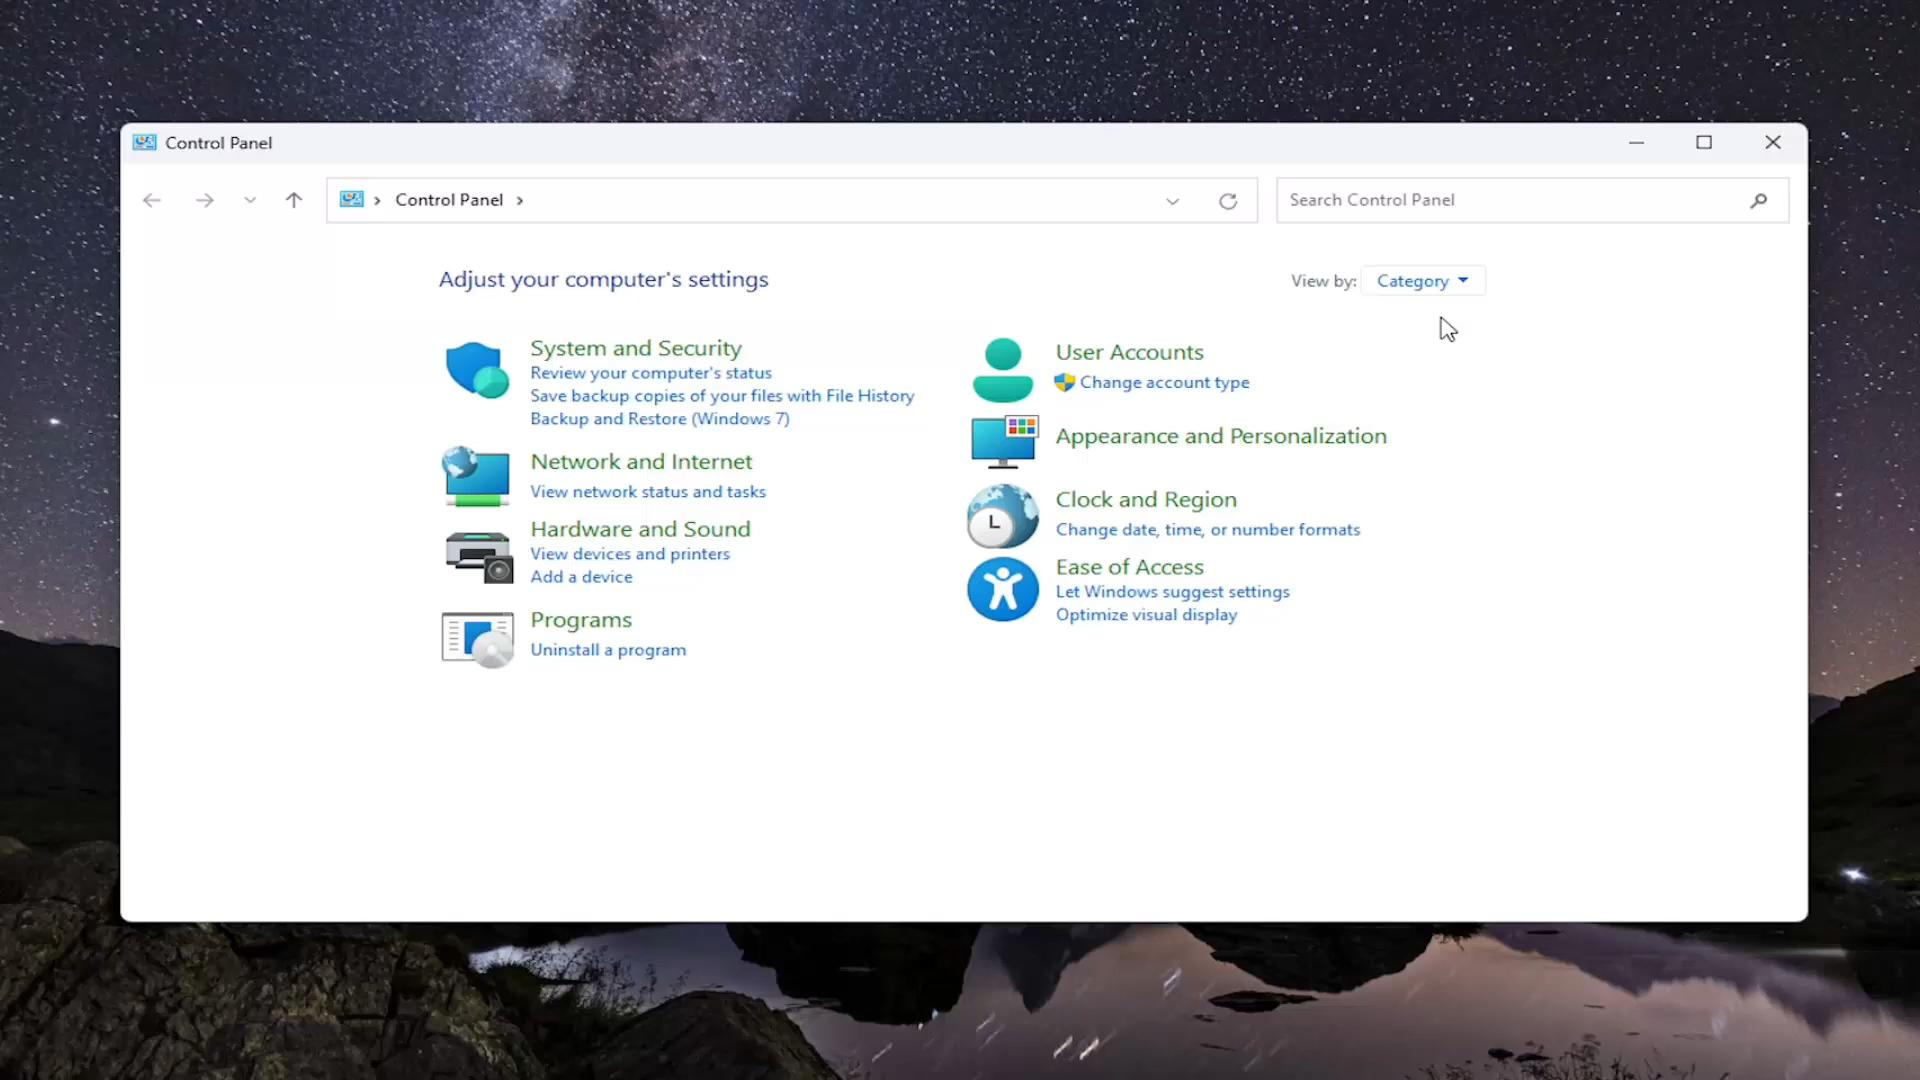 Control Panel
Control Panel
Search Control Panel
Adjust your computer's settings
View by: Category
System and Security
Review your computer's status
Save backup copies of your files with File History
Backup and Restore (Windows 7)
Network and Internet
View network status and tasks
Hardware and Sound
View devices and printers
Add a device
Programs
Uninstall a program
User Accounts
Change account type
Appearance and Personalization
Clock and Region
Change date, time, or number formats
Ease of Access
Let Windows suggest settings
Optimize visual display